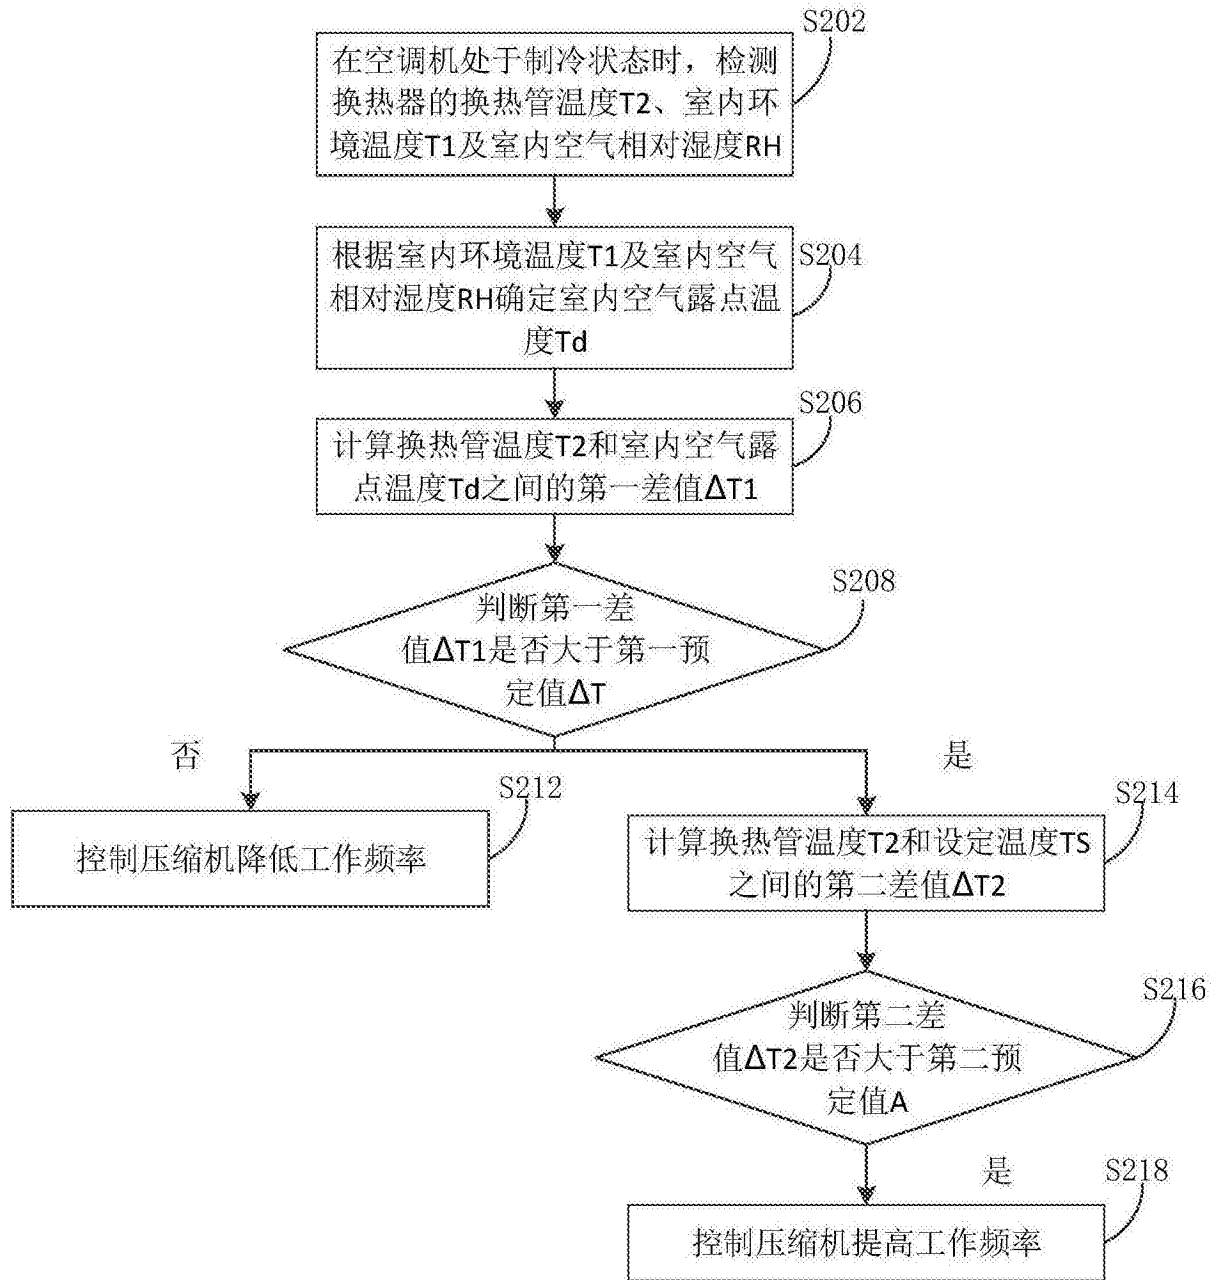 S202
在空调机处于制冷状态时，检测
换热器的换热管温度T2、室内环
境温度T1及室内空气相对湿度RH
S204
根据室内环境温度T1及室内空气
相对湿度RH确定室内空气露点温
度Td
S206
计算换热管温度T2和室内空气露
点温度Td之间的第一差值ΔT1
S208
判断第一差
值ΔT1是否大于第一预
定值ΔT
否
是
S212
控制压缩机降低工作频率
S214
计算换热管温度T2和设定温度TS
之间的第二差值ΔT2
S216
判断第二差
值ΔT2是否大于第二预
定值A
是
S218
控制压缩机提高工作频率